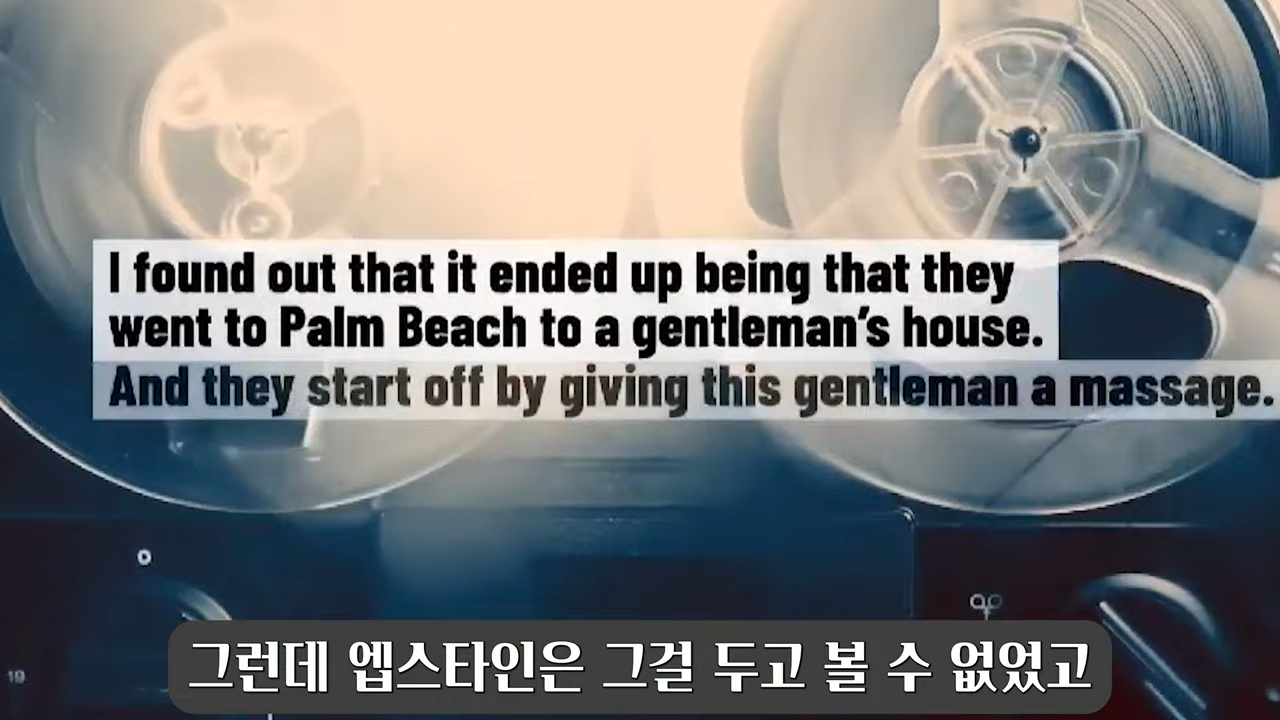 I found out that it ended up being that they
went to Palm Beach to a gentleman's house.
And they start off by giving this gentleman a massage.
19
그런데 엡스타인은 그걸 두고 볼 수 없었고